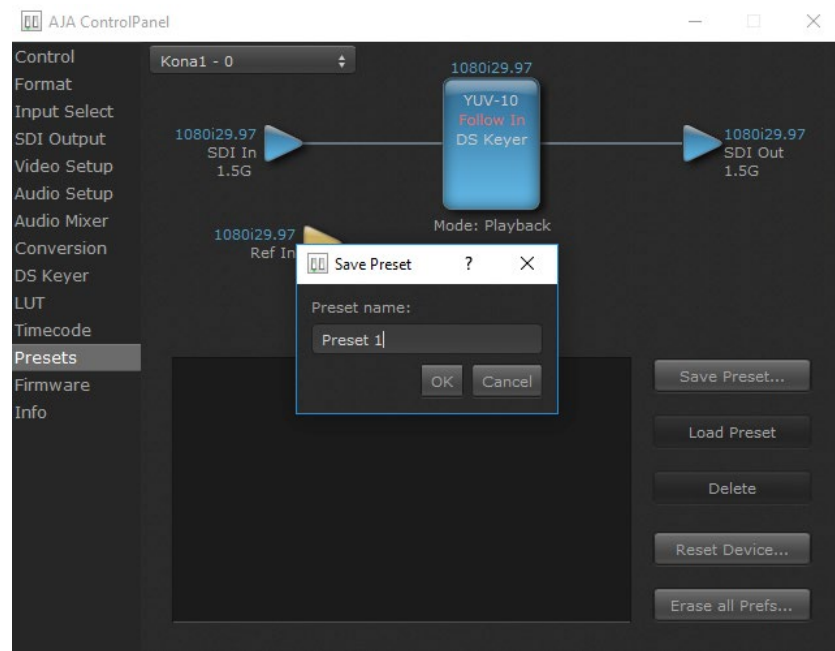 AJA ControlPanel
Control
Format
Input Select
SDI Output
Video Setup
Audio Setup
Audio Mixer
Conversion
DS Keyer
LUT
Timecode
Presets
Firmware
Info
Kona1 - 0
1080i29.97
YUV-10
Follow In
DS Keyer
Mode: Playback
1080i29.97
SDI In
1.5G
1080i29.97
SDI Out
1.5G
1080i29.97
Ref In
Save Preset
?
Preset name:
Preset 1
OK
Cancel
Save Preset...
Load Preset
Delete
Reset Device...
Erase all Prefs...